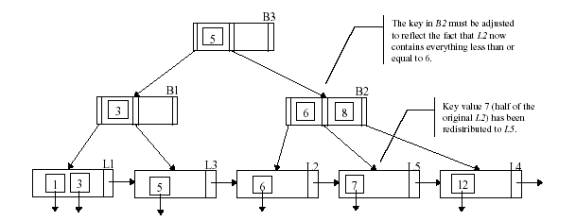 B3
5
The key in B2 must be adjusted
to reflect the fact that L2 now
contains everything less than or
equal to 6.
B1
3
B2
6 8
Key value 7 (half of the
original L2) has been
redistributed to L5.
L1
1 3
L3
5
L2
6
L5
7
L4
12